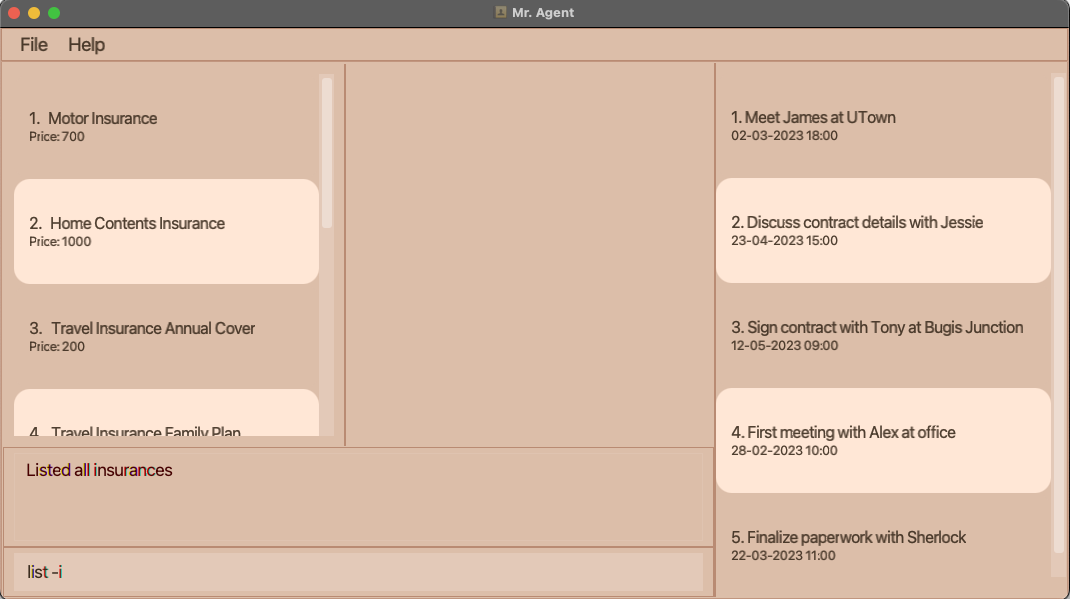 Mr. Agent
File Help
1. Motor Insurance
Price: 700
2. Home Contents Insurance
Price: 1000
3. Travel Insurance Annual Cover
Price: 200
4. Travel Insurance Family Plan
Listed all insurances
list -i
1. Meet James at UTown
02-03-2023 18:00
2. Discuss contract details with Jessie
23-04-2023 15:00
3. Sign contract with Tony at Bugis Junction
12-05-2023 09:00
4. First meeting with Alex at office
28-02-2023 10:00
5. Finalize paperwork with Sherlock
22-03-2023 11:00